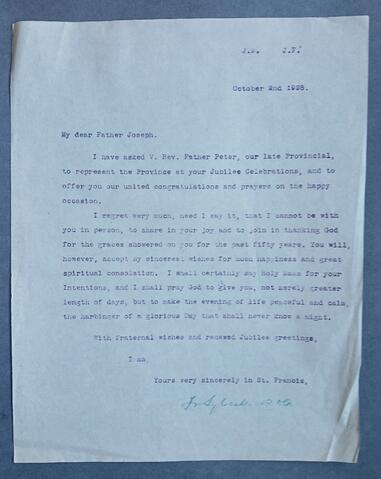 J.M. J.F.
October 2nd 1928.
My dear Father Joseph.
I have asked V. Rev. Father Peter, our late Provincial,
to represent the Province at your Jubilee Celebrations, and to
offer you our united congratulations and prayers on the happy
occasion.
I regret very much, need I say it, that I cannot be with
you in person, to share in your joy and to join in thanking God
for the graces showered on you for the past fifty years. You will,
however, accept my sincerest wishes for much happiness and great
spiritual consolation. I shall certainly say Holy Mass for your
Intentions, and I shall pray God to give you, not merely greater
length of days, but to make the evening of life peaceful and calm,
the harbinger of a glorious Day that shall never know a night.
With fraternal wishes and renewed Jubilee greetings,
I am,
Yours very sincerely in St. Francis,
Fr Sylvester